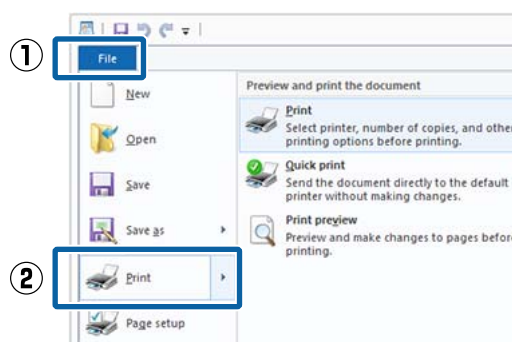 ①
File
New
Open
Save
Save as
②
Print
Page setup
Preview and print the document
Print
Select printer, number of copies, and other
printing options before printing.
Quick print
Send the document directly to the default
printer without making changes.
Print preview
Preview and make changes to pages before
printing.